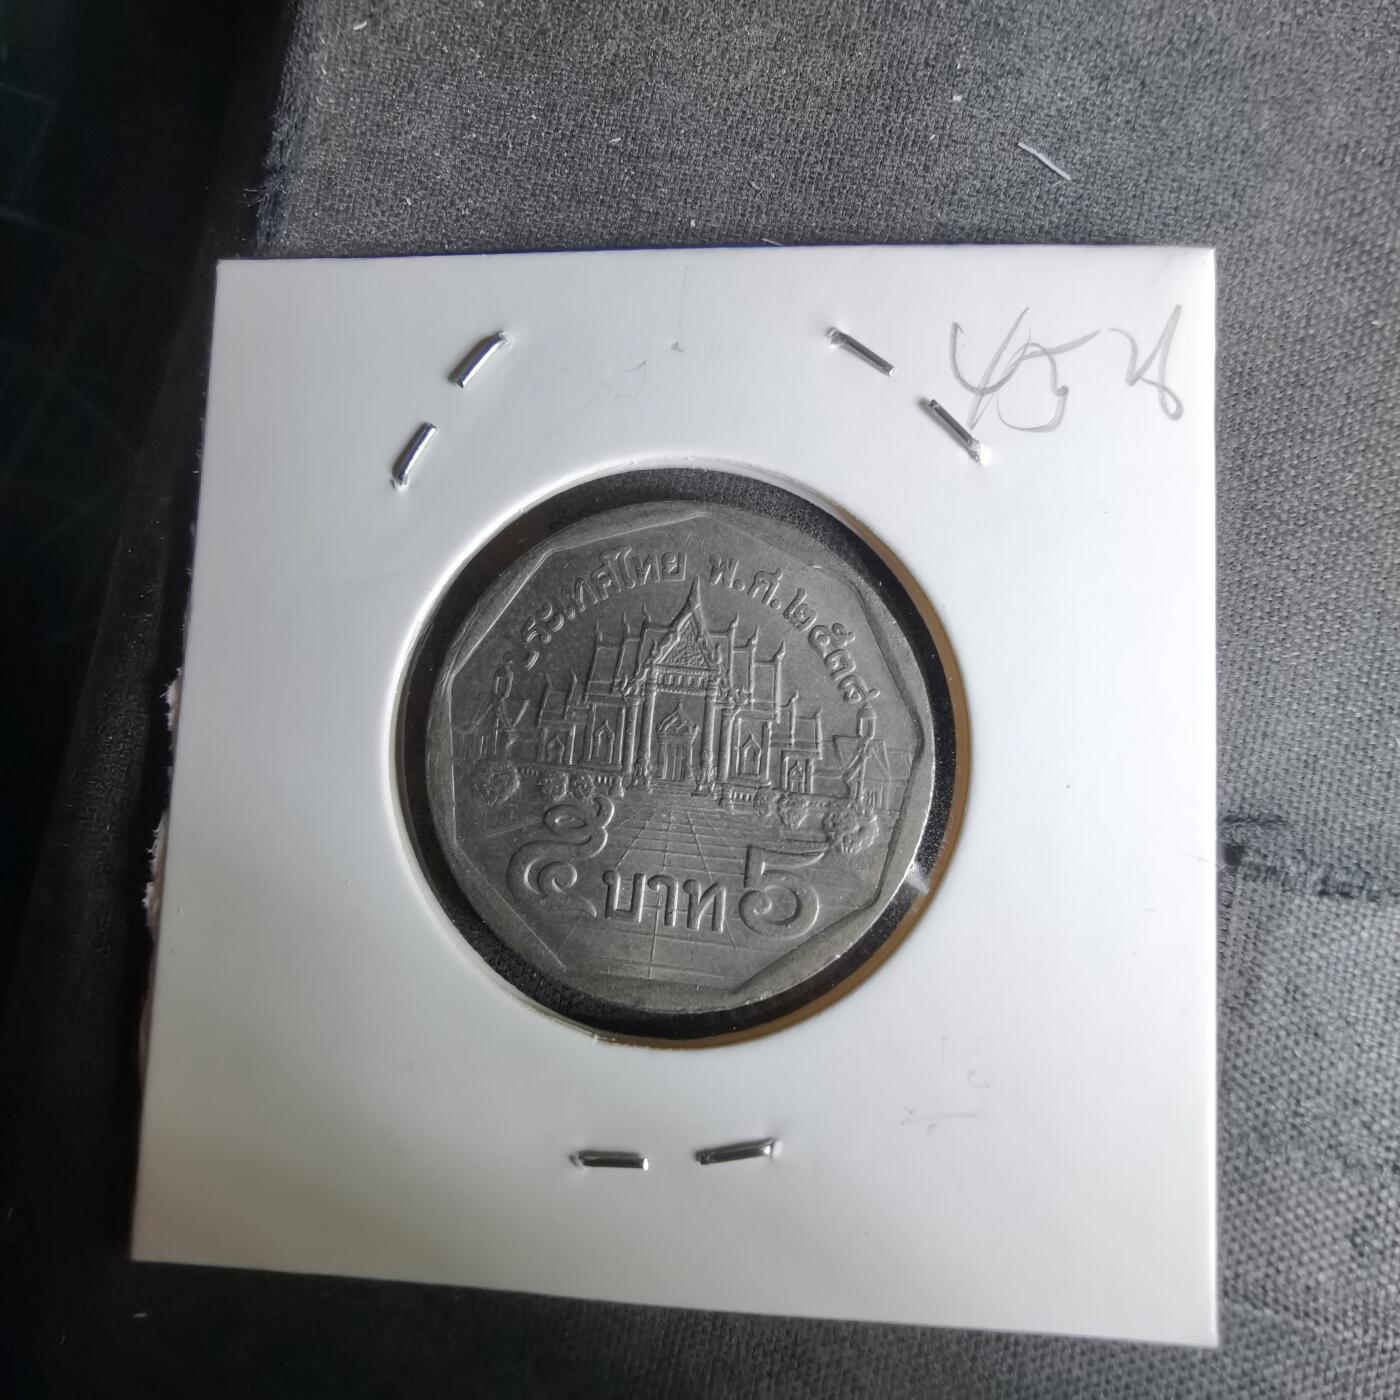 ประเทศไทย พ.ศ. ๒๕๓๘
๕ บาท 5